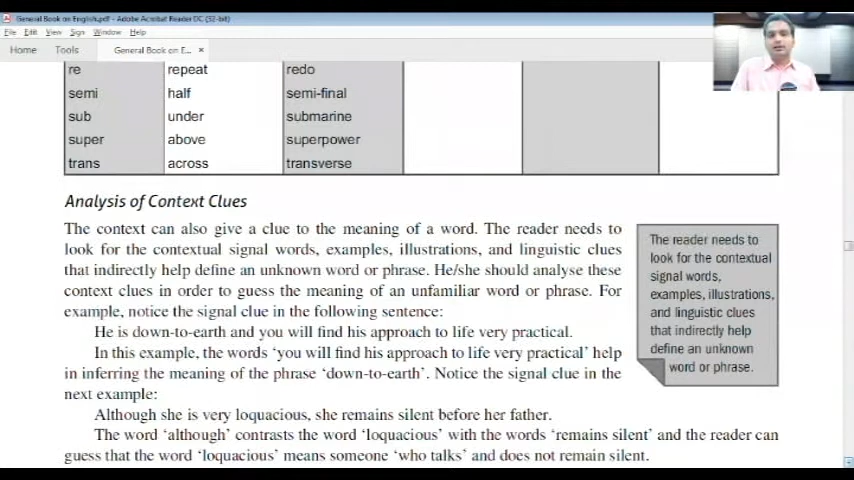 General Book on English.pdf - Adobe Acrobat Reader DC (32-bit)
File Edit View Sign Window Help
Home Tools General Book on E... ×
re repeat redo
semi half semi-final
sub under submarine
super above superpower
trans across transverse
Analysis of Context Clues
The context can also give a clue to the meaning of a word. The reader needs to
look for the contextual signal words, examples, illustrations, and linguistic clues
that indirectly help define an unknown word or phrase. He/she should analyse these
context clues in order to guess the meaning of an unfamiliar word or phrase. For
example, notice the signal clue in the following sentence:
He is down-to-earth and you will find his approach to life very practical.
In this example, the words ‘you will find his approach to life very practical’ help
in inferring the meaning of the phrase ‘down-to-earth’. Notice the signal clue in the
next example:
Although she is very loquacious, she remains silent before her father.
The word ‘although’ contrasts the word ‘loquacious’ with the words ‘remains silent’ and the reader can
guess that the word ‘loquacious’ means someone ‘who talks’ and does not remain silent.
The reader needs to
look for the contextual
signal words,
examples, illustrations,
and linguistic clues
that indirectly help
define an unknown
word or phrase.